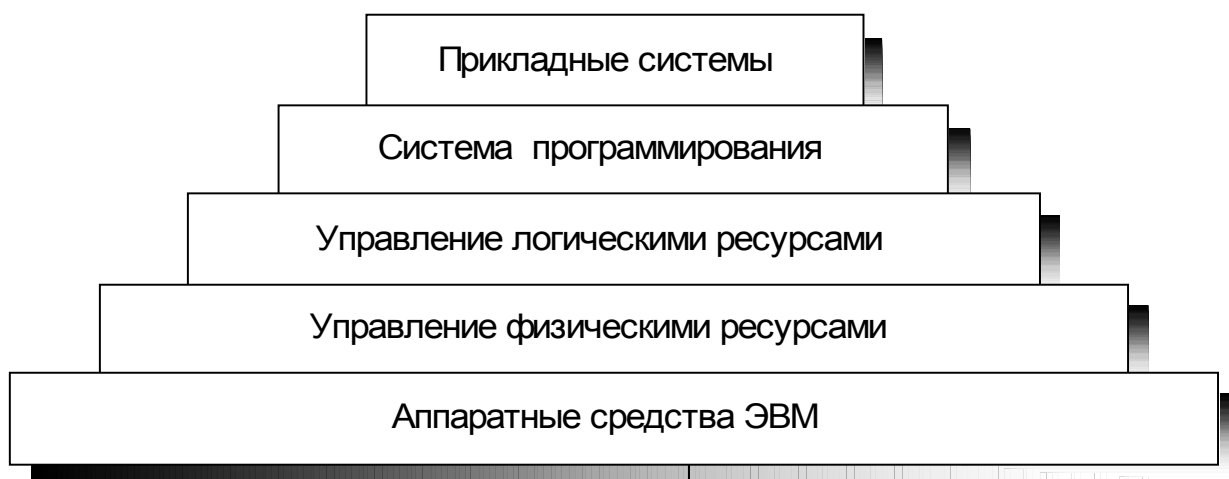 Прикладные системы
Система программирования
Управление логическими ресурсами
Управление физическими ресурсами
Аппаратные средства ЭВМ